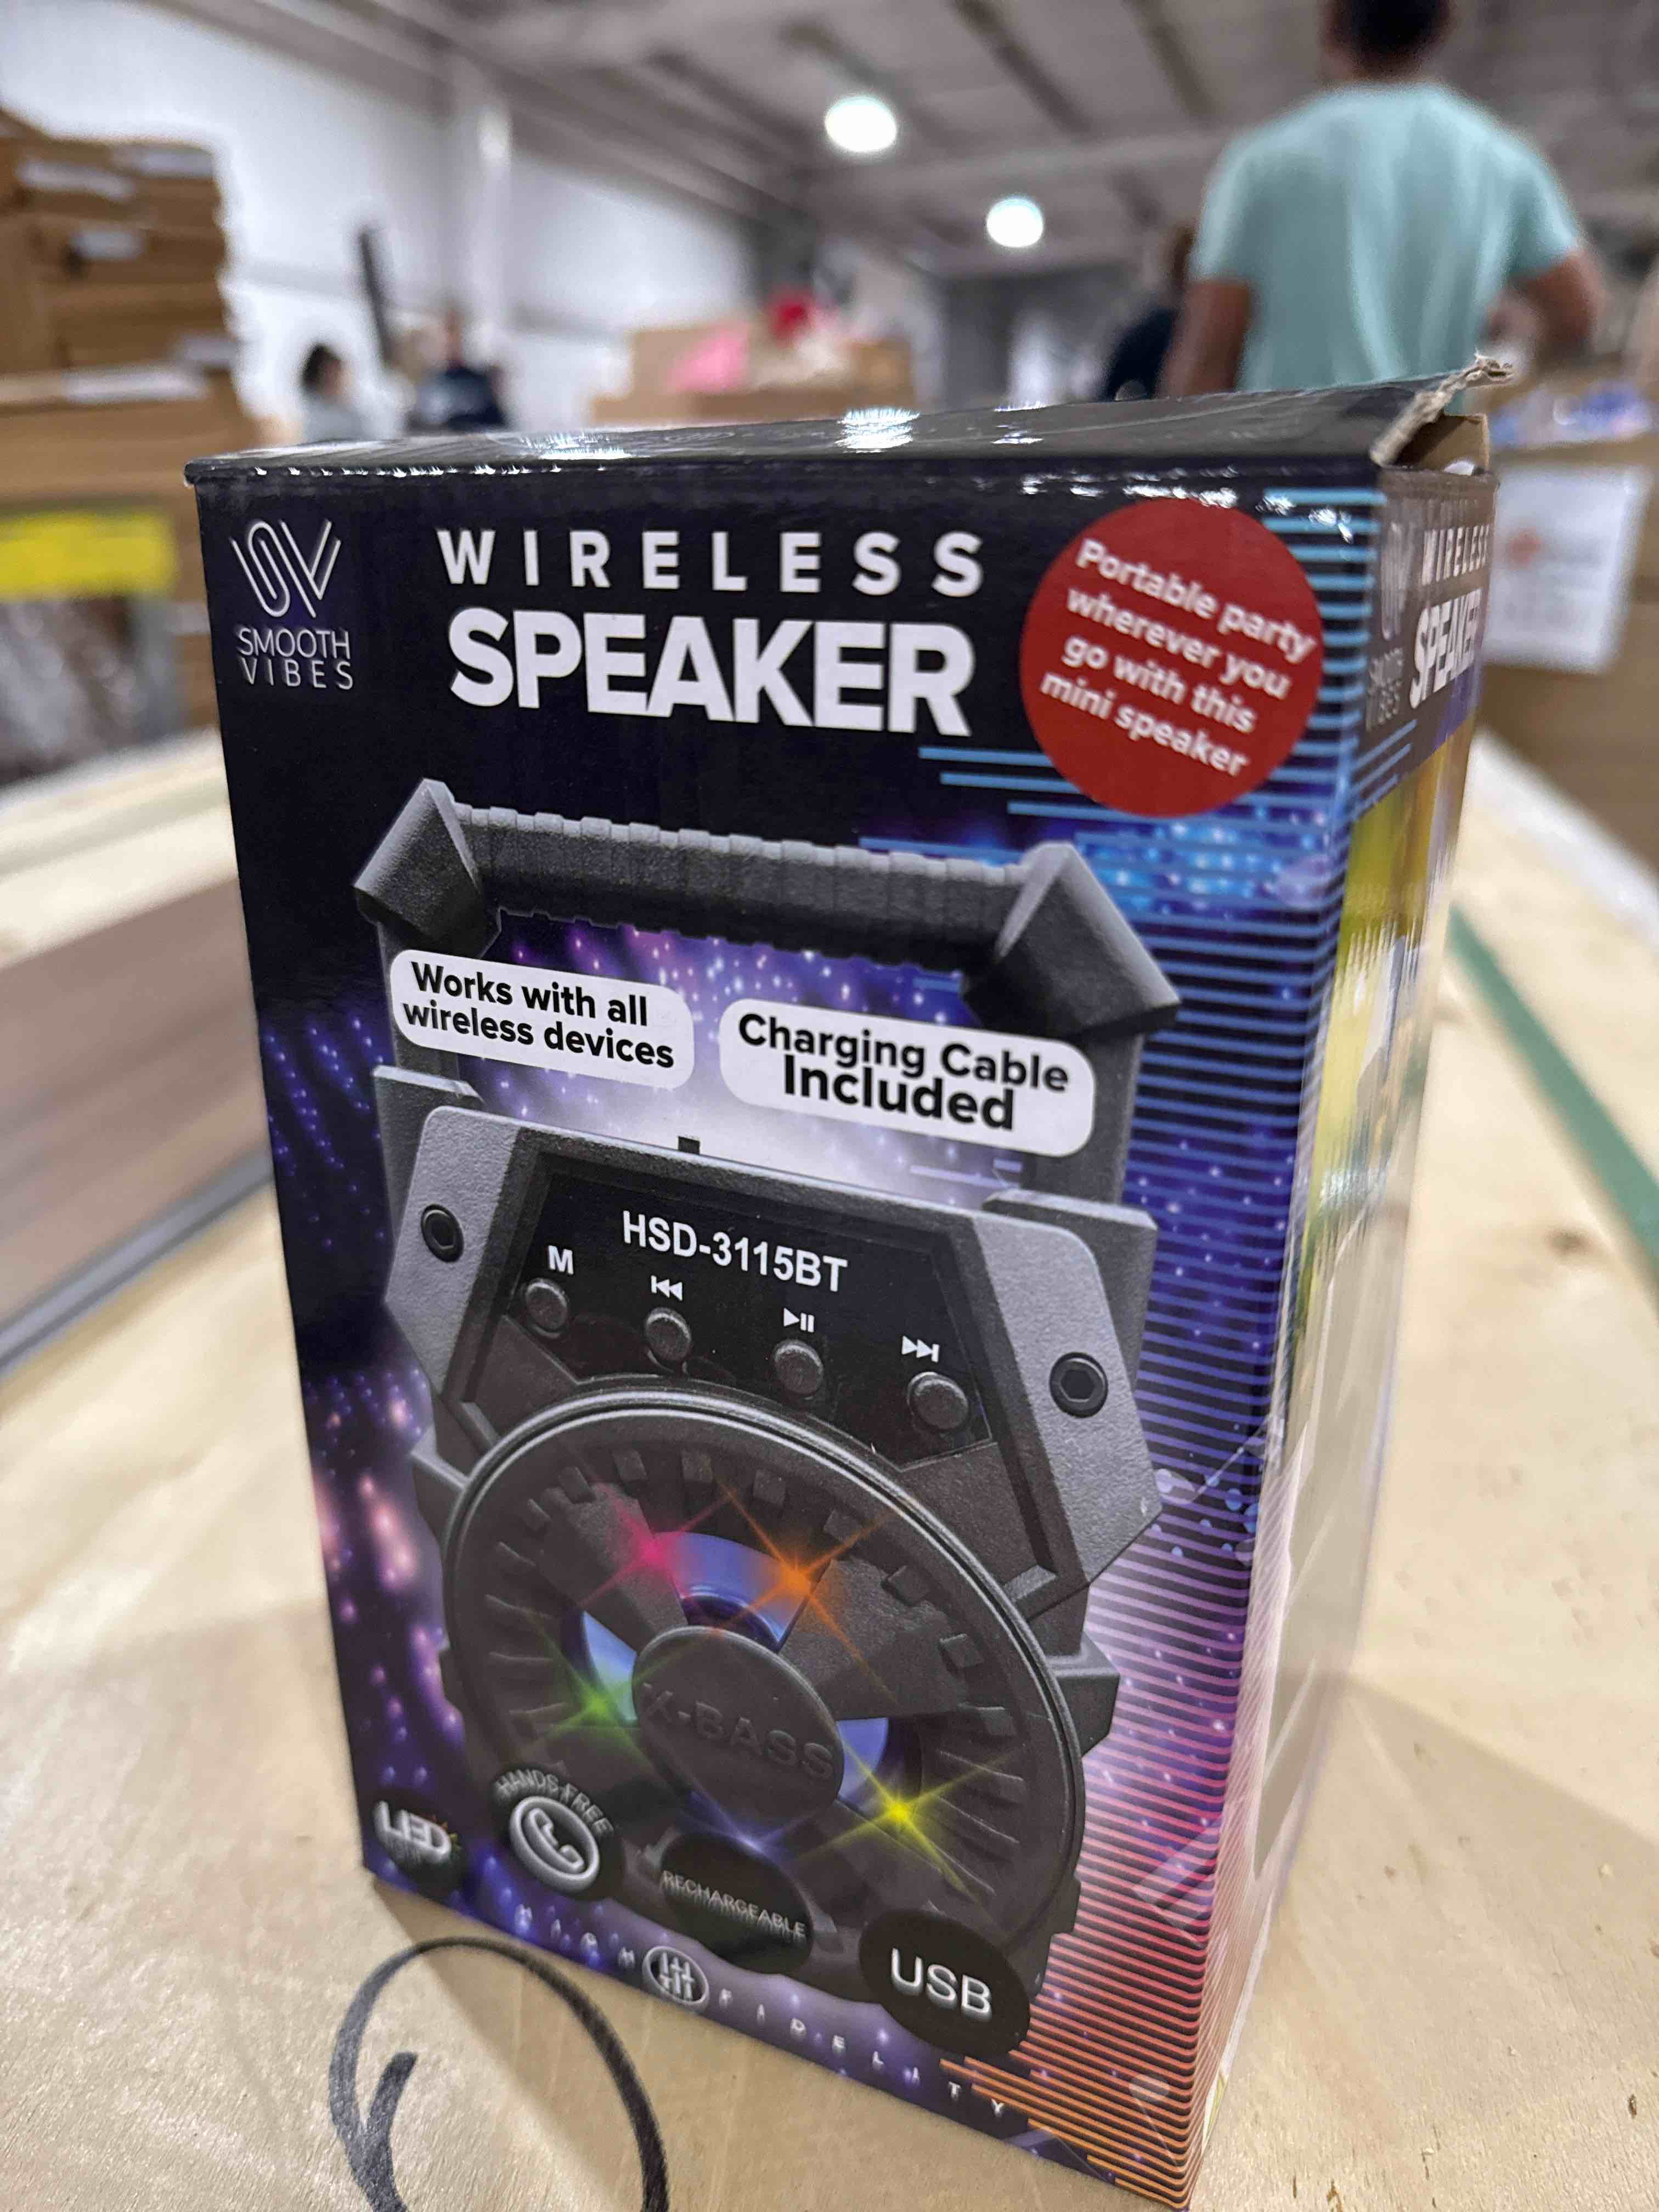 SMOOTH
VIBES
WIRELESS
SPEAKER
Portable party
wherever you
go with this
mini speaker
Works with all
wireless devices
Charging Cable
Included
HSD-3115BT
M
X-BASS
LED
HANDS-FREE
RECHARGEABLE
USB
HIGH FIDELITY
WIRELESS
SPEAKER
SMOOTH
VIBES